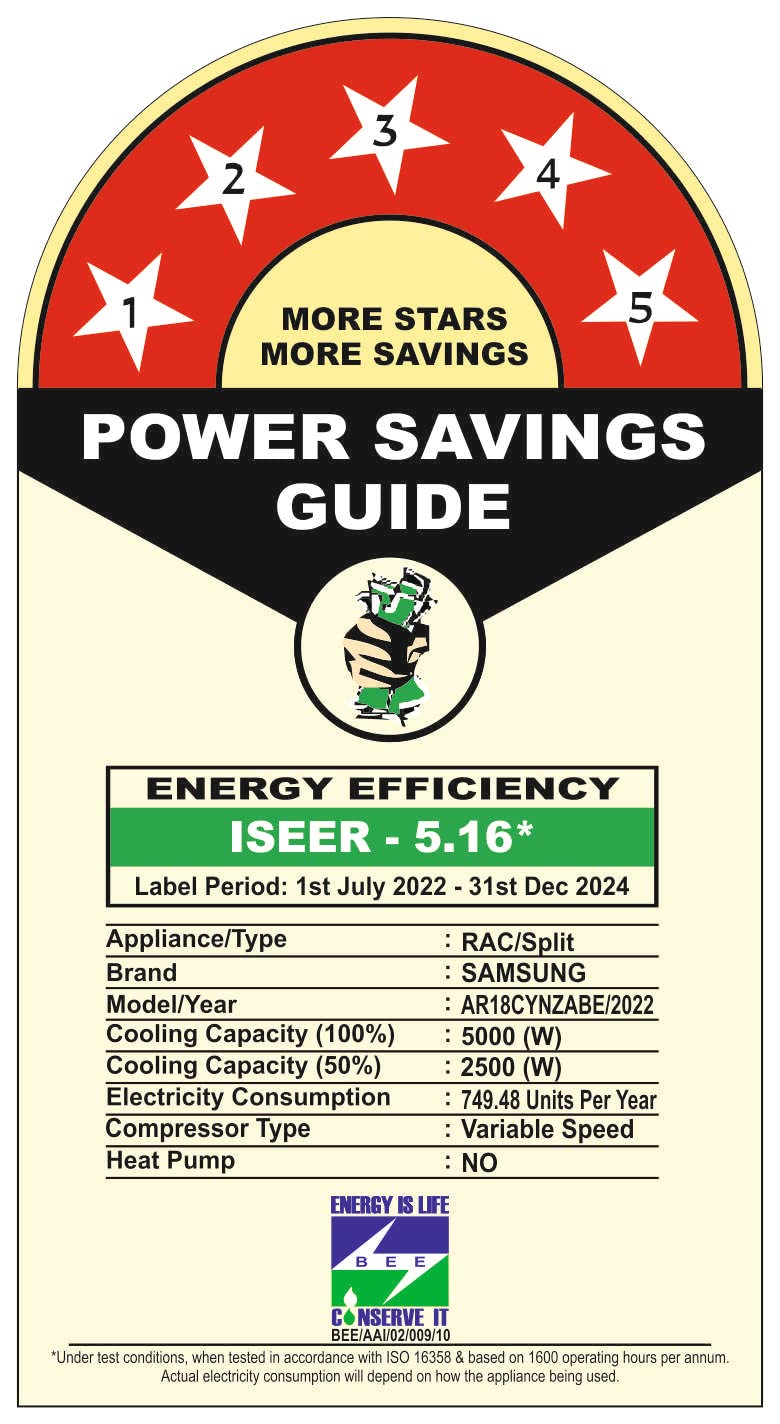 1
2
3
4
5
MORE STARS
MORE SAVINGS
POWER SAVINGS
GUIDE
ENERGY EFFICIENCY
ISEER - 5.16*
Label Period: 1st July 2022 - 31st Dec 2024
Appliance/Type : RAC/Split
Brand : SAMSUNG
Model/Year : AR18CYNZABE/2022
Cooling Capacity (100%) : 5000 (W)
Cooling Capacity (50%) : 2500 (W)
Electricity Consumption : 749.48 Units Per Year
Compressor Type : Variable Speed
Heat Pump : NO
ENERGY IS LIFE
BEE
CONSERVE IT
BEE/AAI/02/009/10
*Under test conditions, when tested in accordance with ISO 16358 & based on 1600 operating hours per annum.
Actual electricity consumption will depend on how the appliance being used.